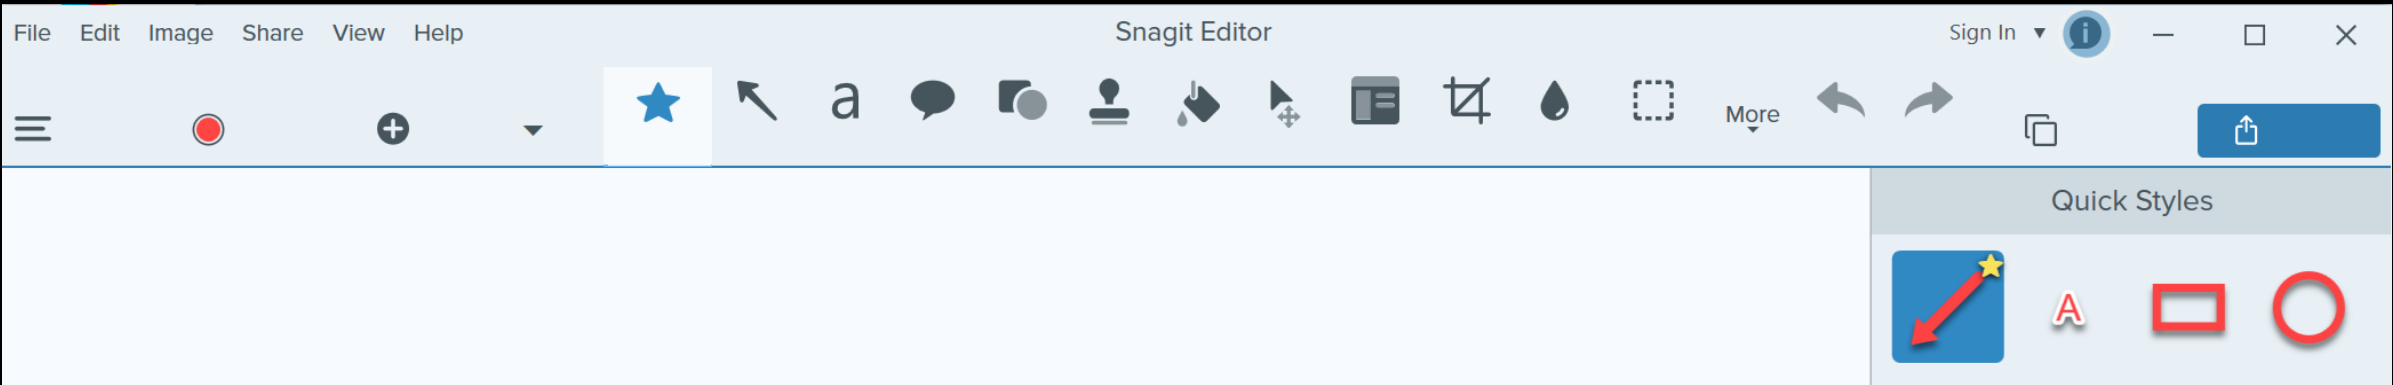 File Edit Image Share View Help Snagit Editor Sign In
a More
Quick Styles
A